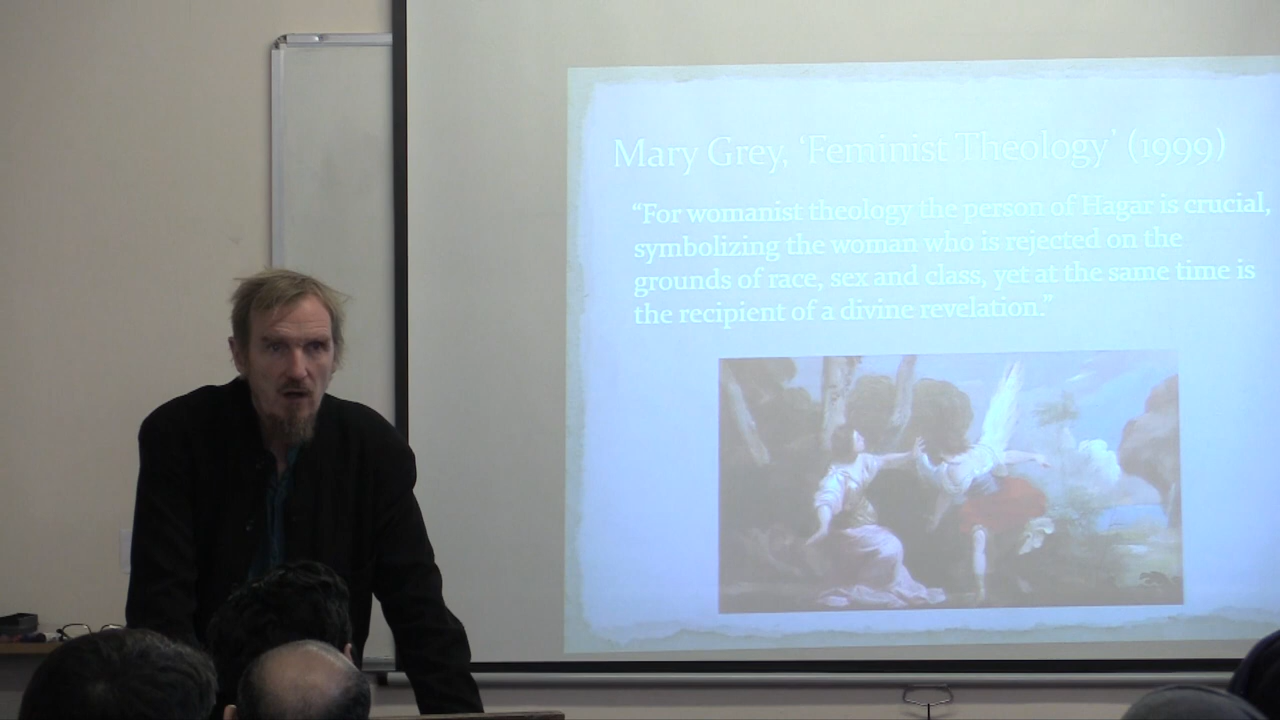 Mary Grey, ‘Feminist Theology’ (1999)
“For womanist theology the person of Hagar is crucial,
symbolizing the woman who is rejected on the
grounds of race, sex and class, yet at the same time is
the recipient of a divine revelation.”